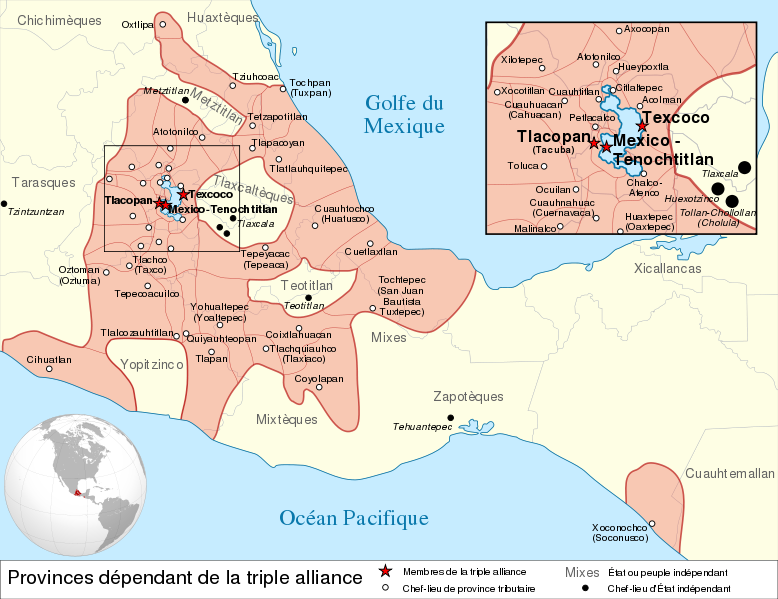 Chichimèques
Huaxtèques
Oxtlipa
Metztitlan
Metztitlan
Tziuhcoac
Tochpan
(Tuxpan)
Golfe du
Mexique
Atotonilco
Tetzapotitlan
Tlapacoyan
Tlatlauhquitepec
Tarasques
Tzintzuntzan
Tlaxcaltèques
Tlacopan
Texcoco
Mexico-Tenochtitlan
Tlaxcala
Cuauhtochco
(Huatusco)
Cuetlaxtlan
Tlachco
(Taxco)
Oztoman
(Oztuma)
Tepecoacuilco
Tepeyacac
(Tepeaca)
Teotitlan
Teotitlan
Tochtepec
(San Juan
Bautista
Tuxtepec)
Yohualtepec
(Yoaltepec)
Tlalcozauhtitlan
Quiyauhteopan
Coixtlahuacan
Tlachquiauhco
(Tlaxiaco)
Tlapan
Coyolapan
Mixes
Cihuatlan
Yopitzinco
Mixtèques
Zapotèques
Tehuantepec
Xicallancas
Cuauhtemallan
Xoconochco
(Soconusco)
Océan Pacifique
Axocopan
Xilotepec
Atotonilco
Hueypoxtla
Xocotitlan
Cuauhtitlan
Citlaltepec
Cuauhuacan
(Cahuacan)
Acolman
Petlacalco
Texcoco
Tlacopan
(Tacuba)
Mexico -
Tenochtitlan
Toluca
Chalco-
Atenco
Tlaxcala
Ocuilan
Huexotzinco
Cuauhnahuac
(Cuernavaca)
Tollan-Chollollan
(Cholula)
Malinalco
Huaxtepec
(Oaxtepec)
Provinces dépendant de la triple alliance
Membres de la triple alliance
Chef-lieu de province tributaire
Mixes
État ou peuple indépendant
Chef-lieu d'État indépendant